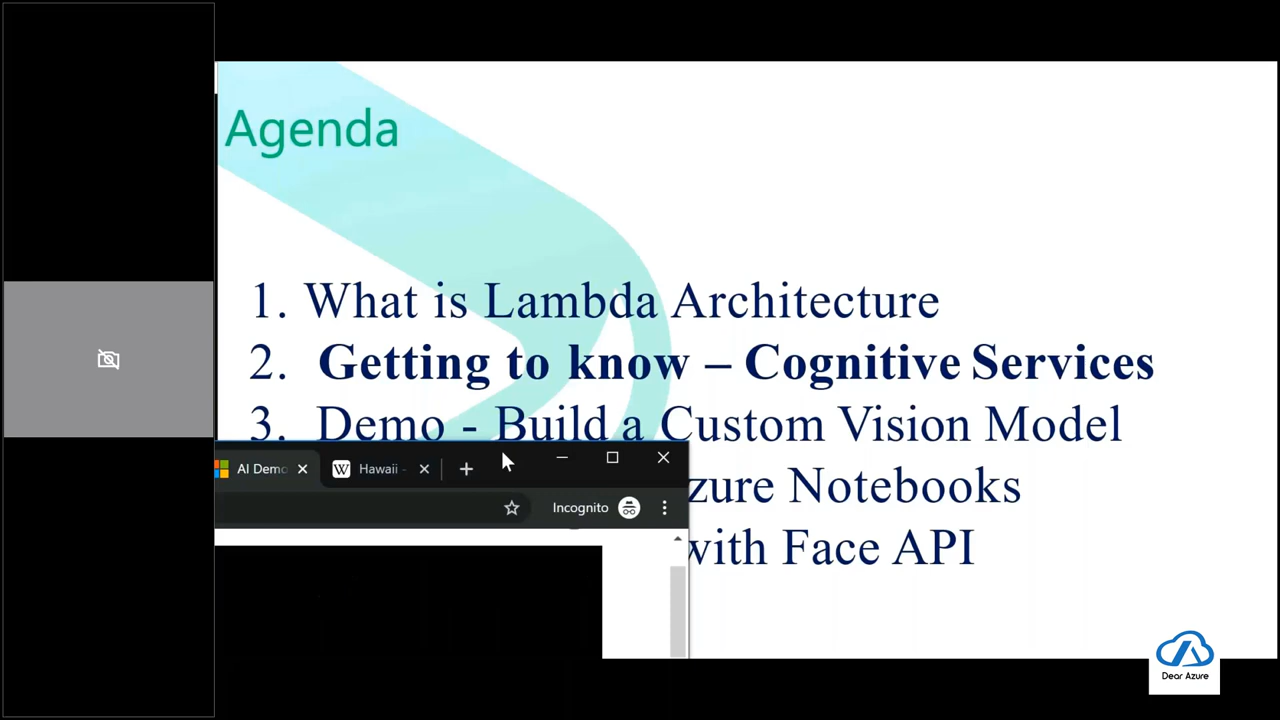 Agenda
1. What is Lambda Architecture
2. Getting to know – Cognitive Services
3. Demo - Build a Custom Vision Model
AI Demo
Hawaii -
zure Notebooks
Incognito
with Face API
Dear Azure